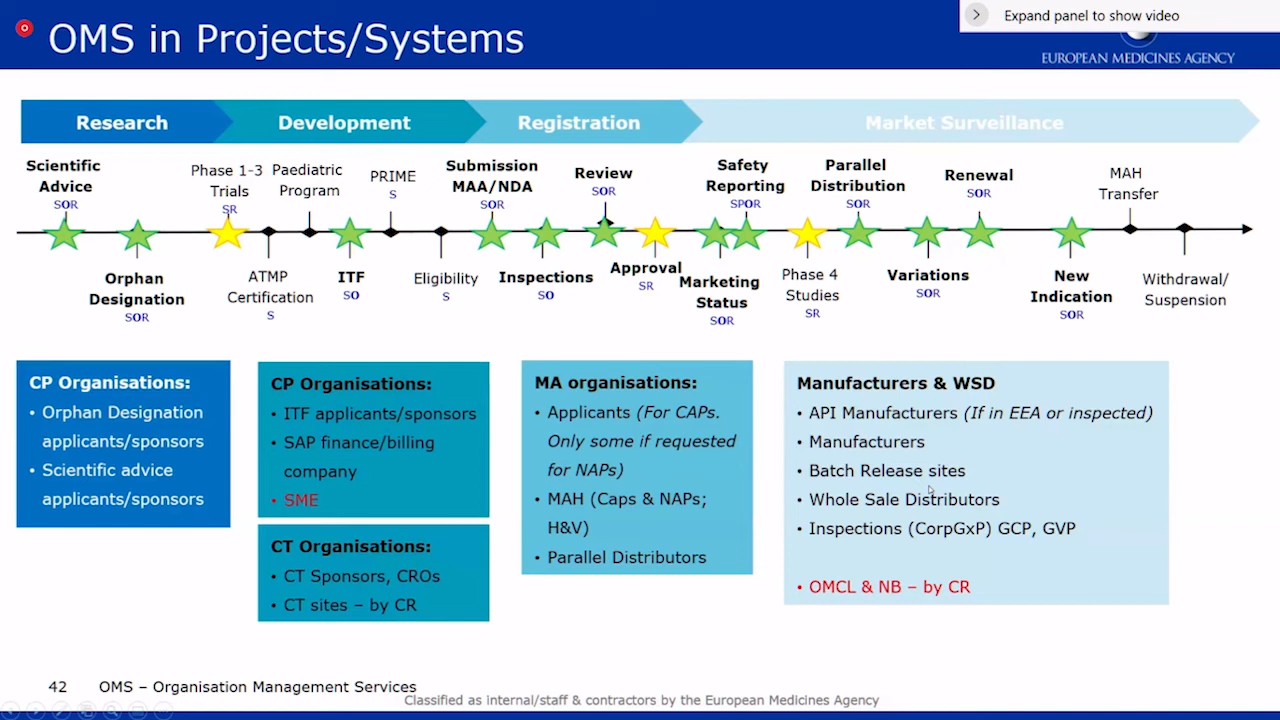 OMS in Projects/Systems
Expand panel to show video
EUROPEAN MEDICINES AGENCY
Research
Development
Registration
Market Surveillance
Scientific
Advice
SOR
Phase 1-3
Trials
SR
Paediatric
Program
PRIME
S
Submission
MAA/NDA
SOR
Review
SOR
Safety
Reporting
SPOR
Parallel
Distribution
SOR
Renewal
SOR
MAH
Transfer
Orphan
Designation
SOR
ATMP
Certification
S
ITF
SO
Eligibility
S
Inspections
SO
Approval
SR
Marketing
Status
SOR
Phase 4
Studies
SR
Variations
SOR
New
Indication
SOR
Withdrawal/
Suspension
CP Organisations:
• Orphan Designation
applicants/sponsors
• Scientific advice
applicants/sponsors
CP Organisations:
• ITF applicants/sponsors
• SAP finance/billing
company
• SME
CT Organisations:
• CT Sponsors, CROs
• CT sites – by CR
MA organisations:
• Applicants (For CAPs.
Only some if requested
for NAPs)
• MAH (Caps & NAPs;
H&V)
• Parallel Distributors
Manufacturers & WSD
• API Manufacturers (If in EEA or inspected)
• Manufacturers
• Batch Release sites
• Whole Sale Distributors
• Inspections (CorpGxP) GCP, GVP
• OMCL & NB – by CR
42 OMS – Organisation Management Services
Classified as internal/staff & contractors by the European Medicines Agency